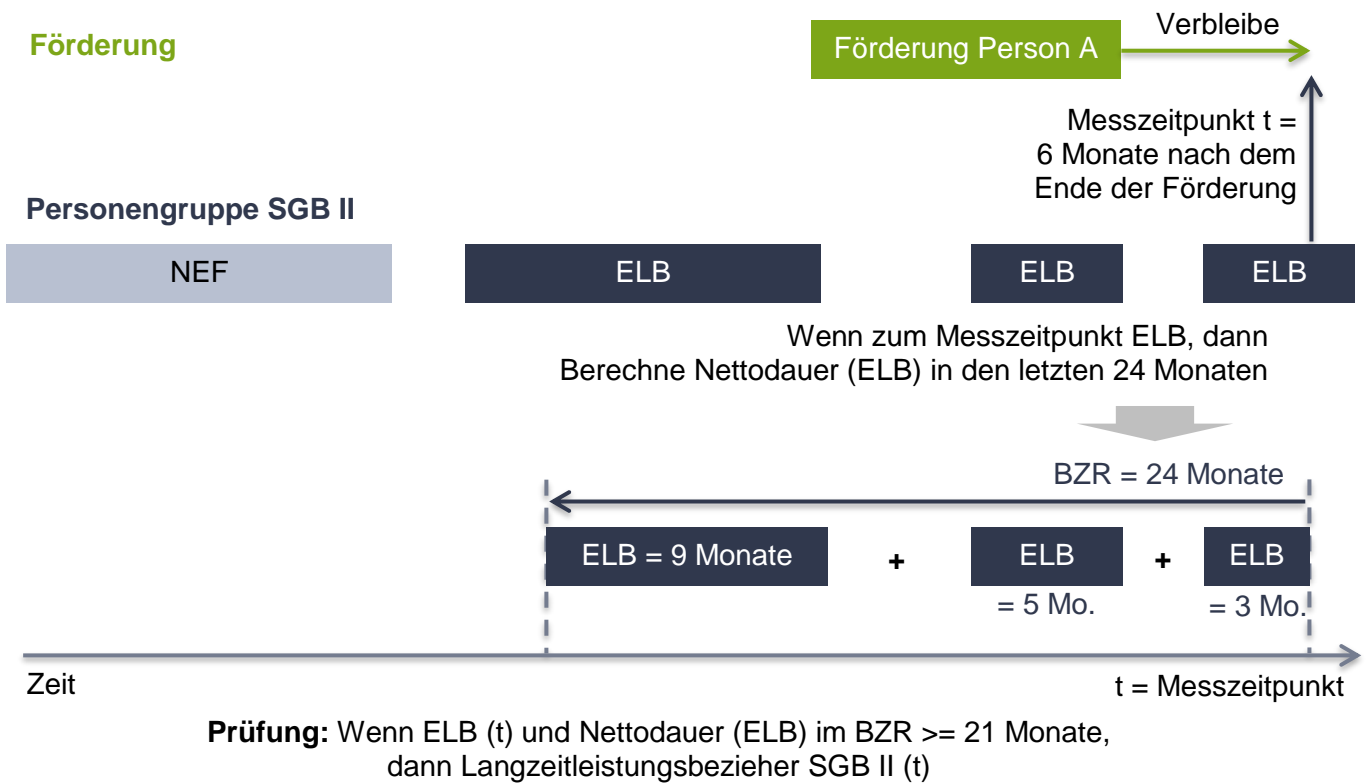 Förderung
Förderung Person A
Verbleibe
Messzeitpunkt t =
6 Monate nach dem
Ende der Förderung
Personengruppe SGB II
NEF
ELB
ELB
ELB
Wenn zum Messzeitpunkt ELB, dann
Berechne Nettodauer (ELB) in den letzten 24 Monaten
BZR = 24 Monate
ELB = 9 Monate
+
ELB
+
ELB
= 5 Mo.
= 3 Mo.
Zeit
t = Messzeitpunkt
Prüfung: Wenn ELB (t) und Nettodauer (ELB) im BZR >= 21 Monate,
dann Langzeitleistungsbezieher SGB II (t)